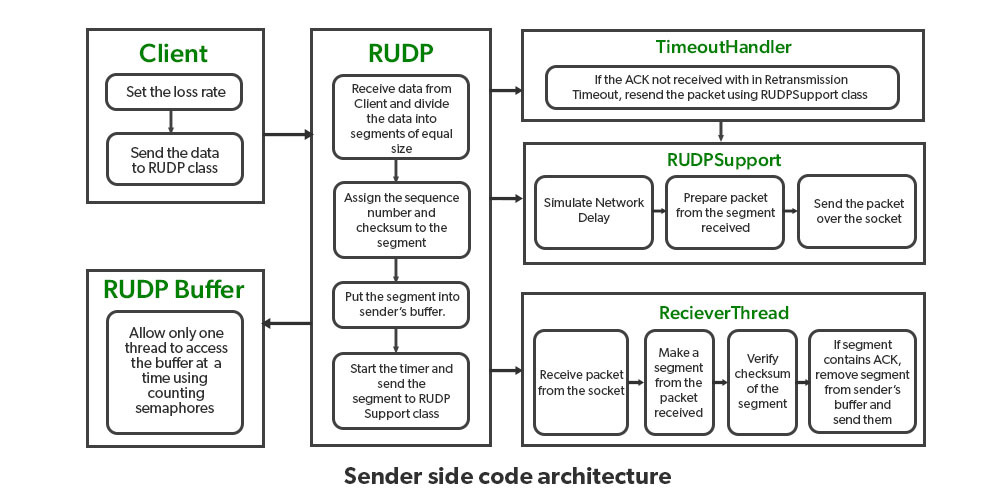 Client
Set the loss rate
Send the data
to RUDP class
RUDP Buffer
Allow only one
thread to access
the buffer at a
time using
counting
semaphores
RUDP
Receive data from
Client and divide
the data into
segments of equal
size
Assign the sequence
number and
checksum to the
segment
Put the segment into
sender's buffer.
Start the timer and
send the
segment to RUDP
Support class
TimeoutHandler
If the ACK not received with in Retransmission
Timeout, resend the packet using RUDPSupport class
RUDPSupport
Simulate Network
Delay
Prepare packet
from the segment
received
Send the packet
over the socket
RecieverThread
Receive packet
from the socket
Make a
segment
from the
packet
received
Verify
checksum
of the
segment
If segment
contains ACK,
remove segment
from sender's
buffer and
send them
Sender side code architecture